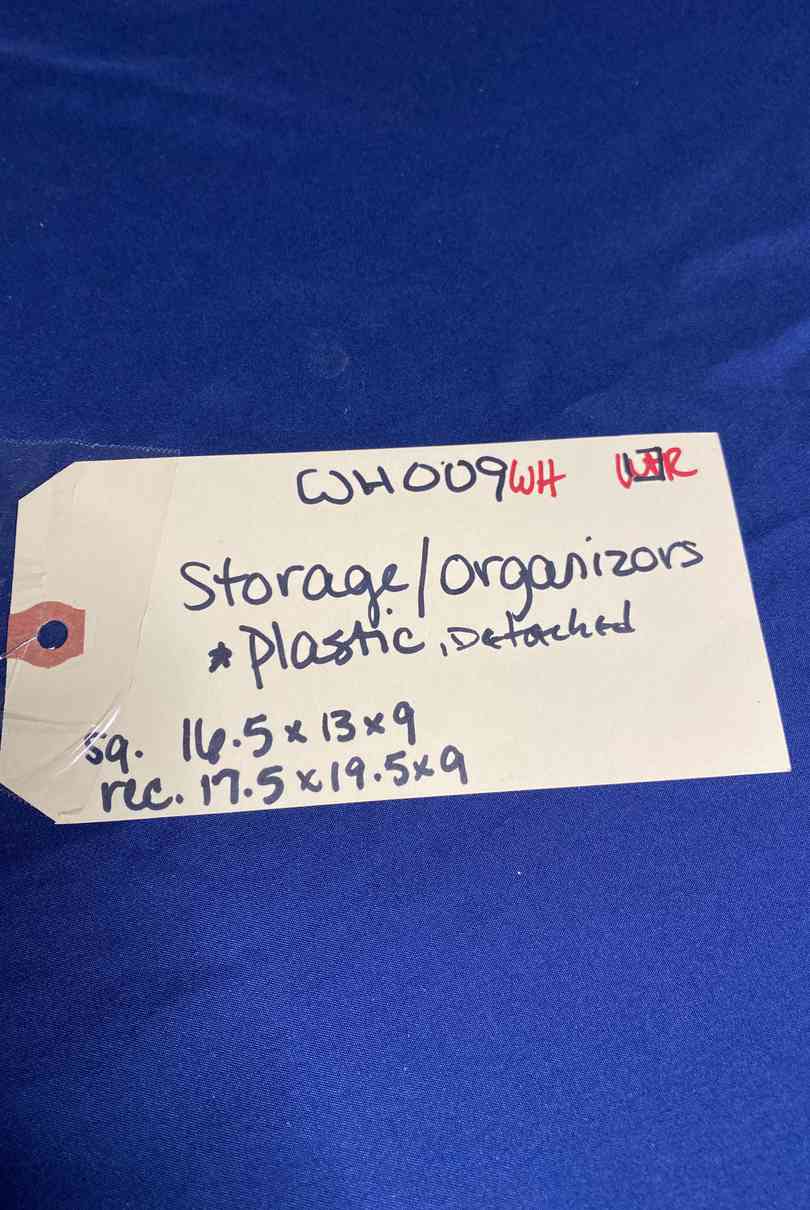 WH009WH
Storage/Organizors
* Plastic, Detached
Sq. 16.5 x 13 x 9
rec. 17.5 x 19.5 x 9